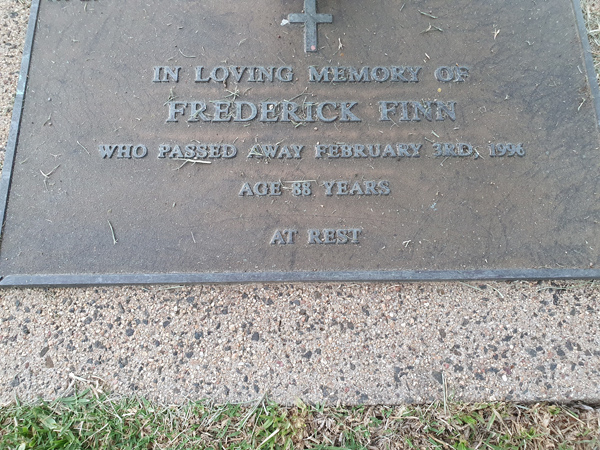 IN LOVING MEMORY OF
FREDERICK FINN
WHO PASSED AWAY FEBRUARY 3RD, 1996
AGE 88 YEARS
AT REST